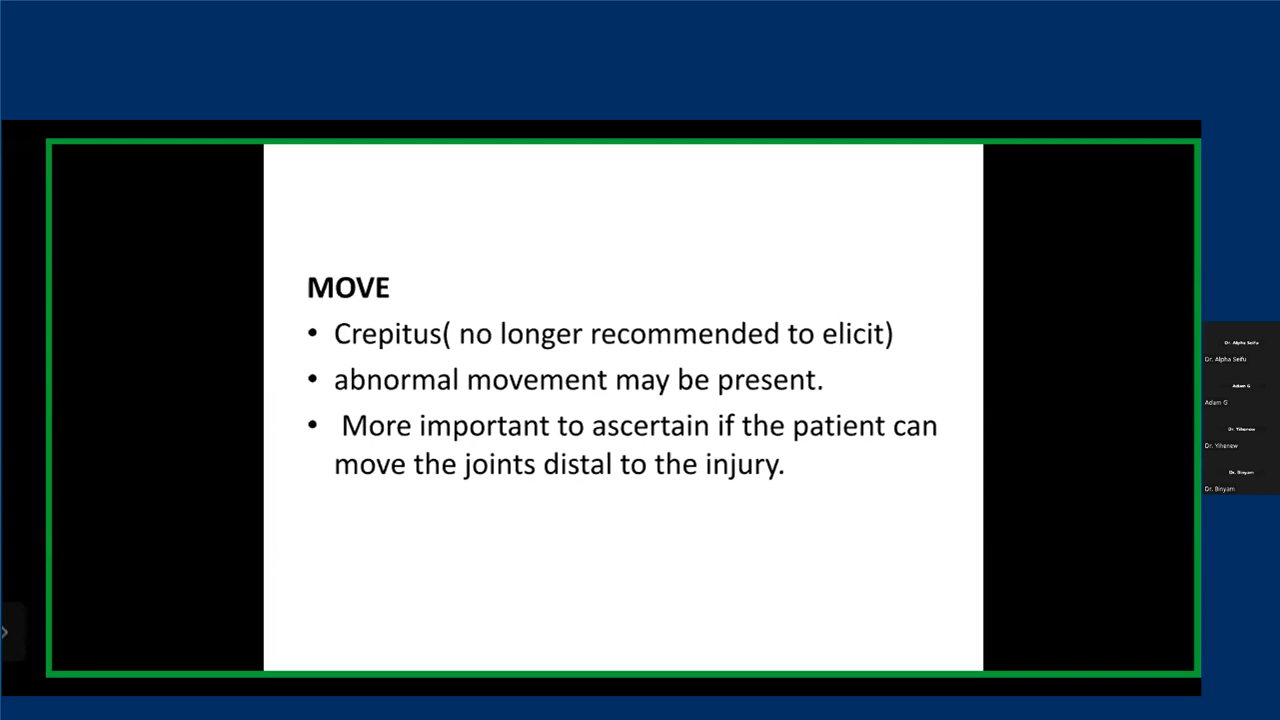 MOVE
• Crepitus( no longer recommended to elicit)
• abnormal movement may be present.
• More important to ascertain if the patient can
move the joints distal to the injury.
Dr. Alpha Seifu
Dr. Alpha Seifu
Adam G
Adam G
Dr. Yihenew
Dr. Yihenew
Dr. Binyam
Dr. Binyam